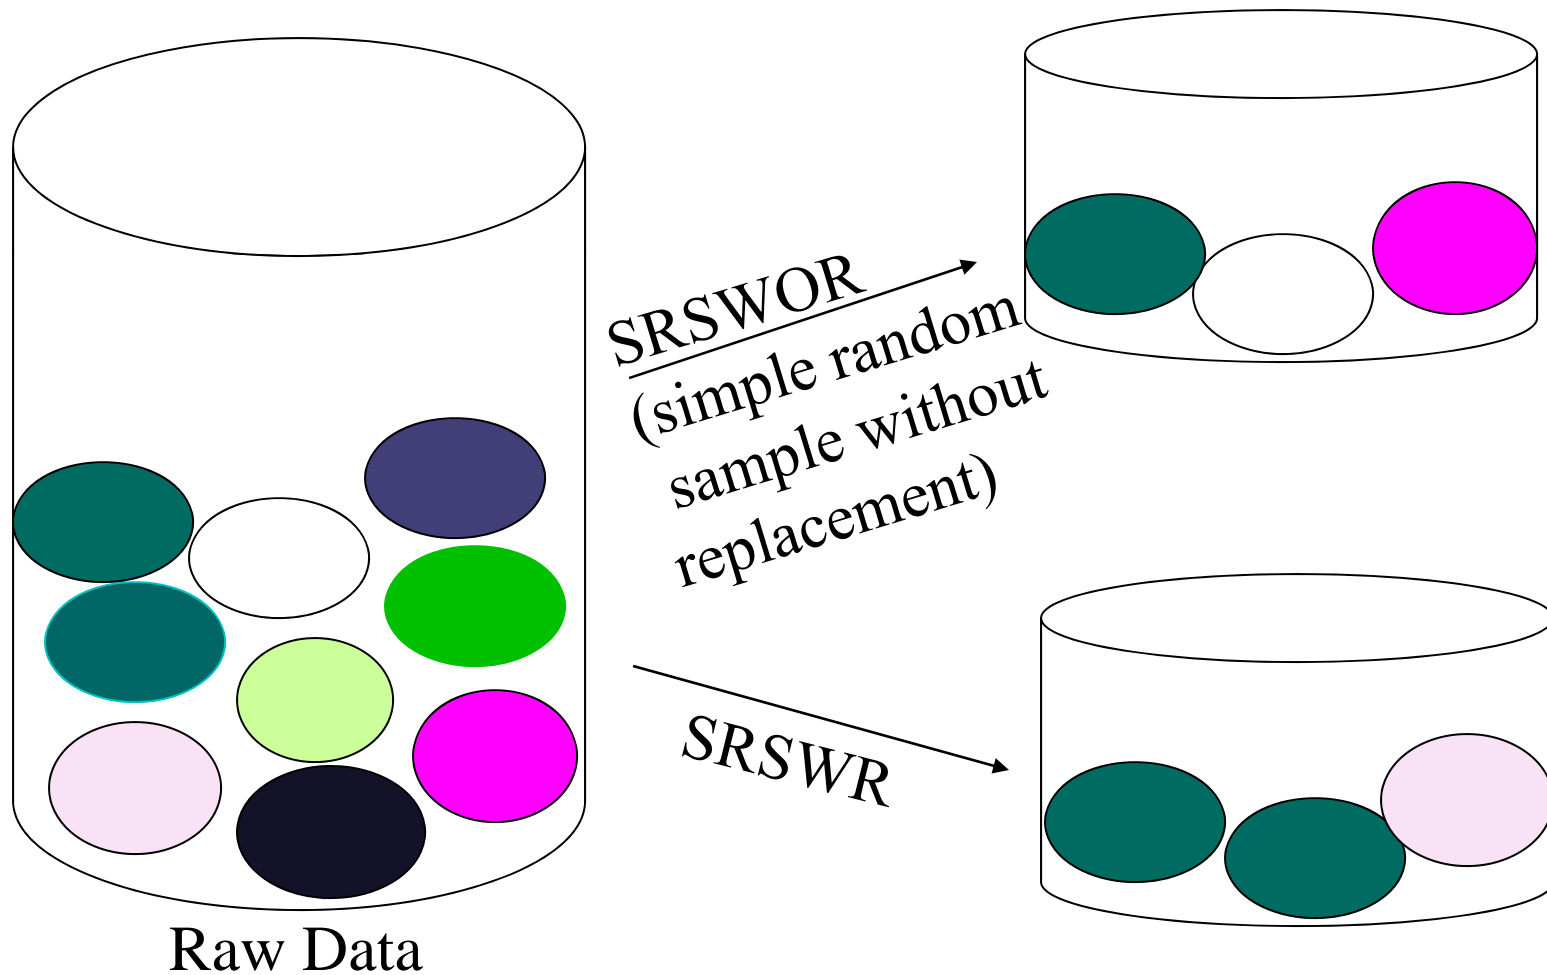 SRSWOR
(simple random
sample without
replacement)
SRSWR
Raw Data